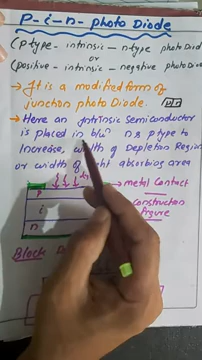 P-i-n-photo Diode
(P type - intrinsic - n-type photo Diod
or
(positive - intrinsic - negative photo Dio
→ It is a modified form of
junction photo Diode.
→ Here an Intrinsic Semiconductor
is placed in b/w n & p type to
Increase width of Depletion Region
or width of light absorbing area
→ metal Contact
P
i
n
Construction
figure
Block D